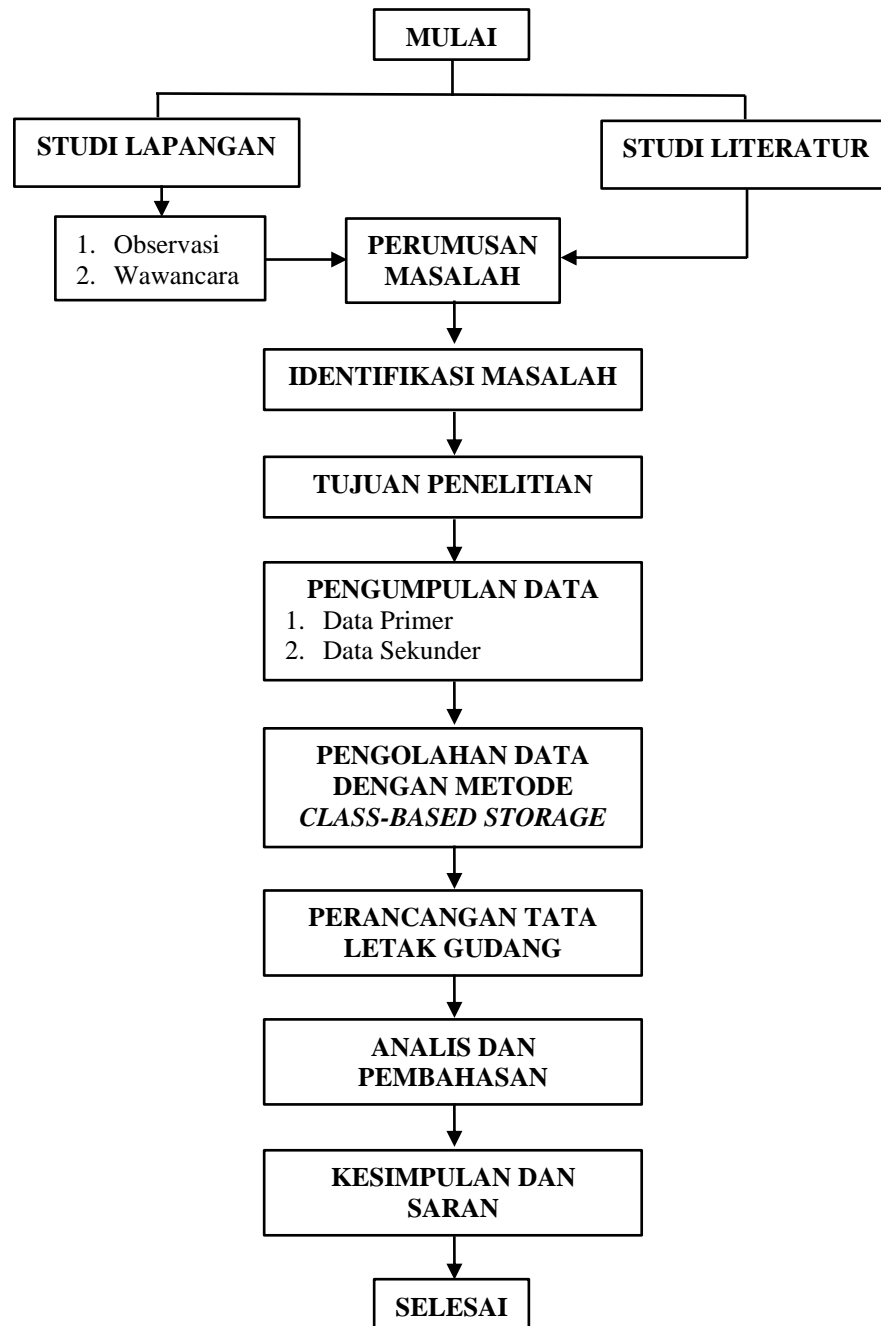 MULAI
STUDI LAPANGAN
STUDI LITERATUR
1. Observasi
2. Wawancara
PERUMUSAN
MASALAH
IDENTIFIKASI MASALAH
TUJUAN PENELITIAN
PENGUMPULAN DATA
1. Data Primer
2. Data Sekunder
PENGOLAHAN DATA
DENGAN METODE
CLASS-BASED STORAGE
PERANCANGAN TATA
LETAK GUDANG
ANALIS DAN
PEMBAHASAN
KESIMPULAN DAN
SARAN
SELESAI